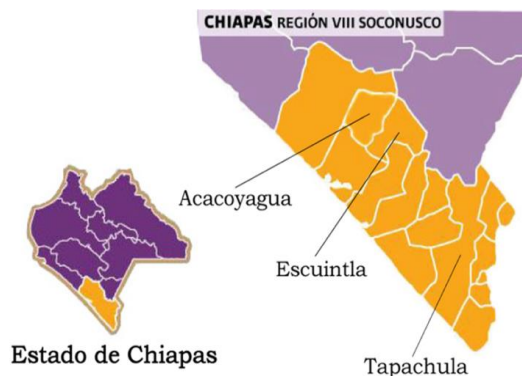 CHIAPAS REGIÓN VIII SOCONUSCO
Acacoyagua
Escuintla
Estado de Chiapas
Tapachula